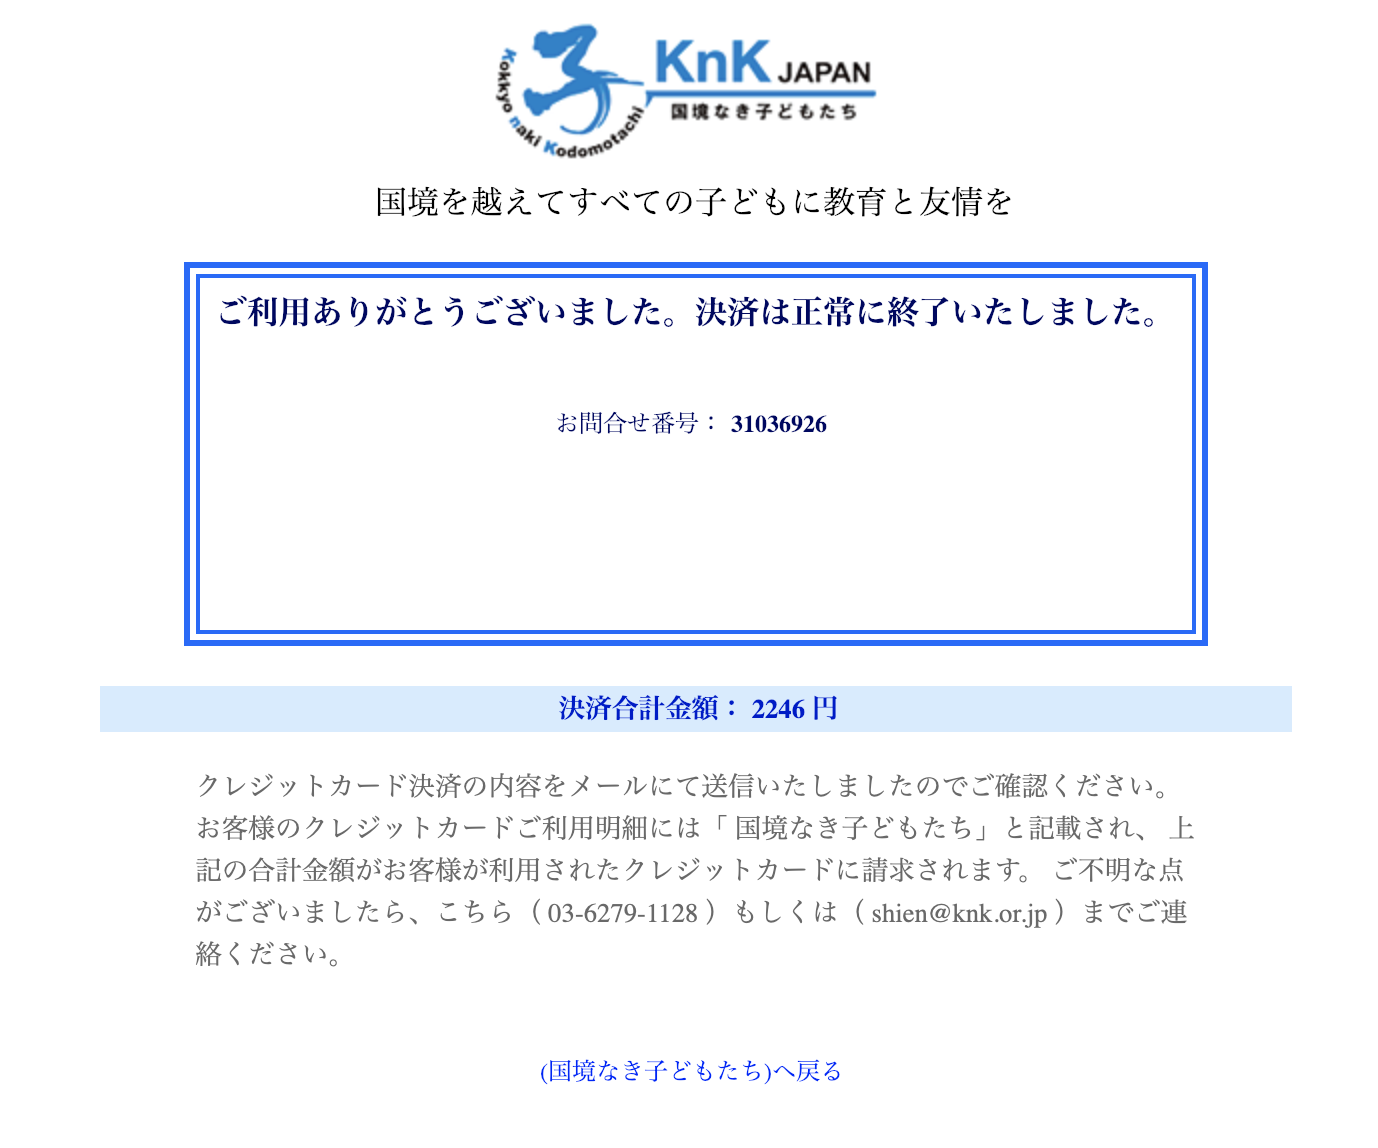 Kokkyo naki Kodomotachi
KnK JAPAN
国境なき子どもたち
国境を越えてすべての子どもに教育と友情を
ご利用ありがとうございました。決済は正常に終了いたしました。
お問合せ番号： 31036926
決済合計金額： 2246 円
クレジットカード決済の内容をメールにて送信いたしましたのでご確認ください。
お客様のクレジットカードご利用明細には「 国境なき子どもたち」と記載され、 上
記の合計金額がお客様が利用されたクレジットカードに請求されます。 ご不明な点
がございましたら、こちら（ 03-6279-1128 ）もしくは（ shien@knk.or.jp ）までご連
絡ください。
(国境なき子どもたち)へ戻る